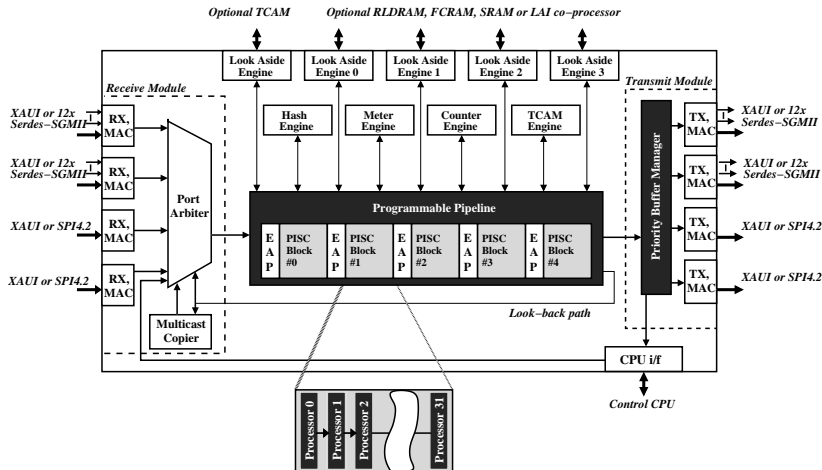 Optional TCAM
Optional RLDRAM, FCRAM, SRAM or LAI co−processor
Look Aside
Engine
Look Aside
Engine 0
Look Aside
Engine 1
Look Aside
Engine 2
Look Aside
Engine 3
Receive Module
Transmit Module
Hash
Engine
Meter
Engine
Counter
Engine
TCAM
Engine
XAUI or 12x
Serdes−SGMII
RX,
MAC
XAUI or 12x
Serdes−SGMII
RX,
MAC
XAUI or SPI4.2
RX,
MAC
XAUI or SPI4.2
RX,
MAC
Port
Arbiter
Multicast
Copier
Programmable Pipeline
E
A
P
PISC
Block
#0
E
A
P
PISC
Block
#1
E
A
P
PISC
Block
#2
E
A
P
PISC
Block
#3
E
A
P
PISC
Block
#4
Look−back path
Priority Buffer Manager
TX,
MAC
XAUI or 12x
Serdes−SGMII
TX,
MAC
XAUI or 12x
Serdes−SGMII
TX,
MAC
XAUI or SPI4.2
TX,
MAC
XAUI or SPI4.2
CPU i/f
Control CPU
Processor 0
Processor 1
Processor 2
Processor 31